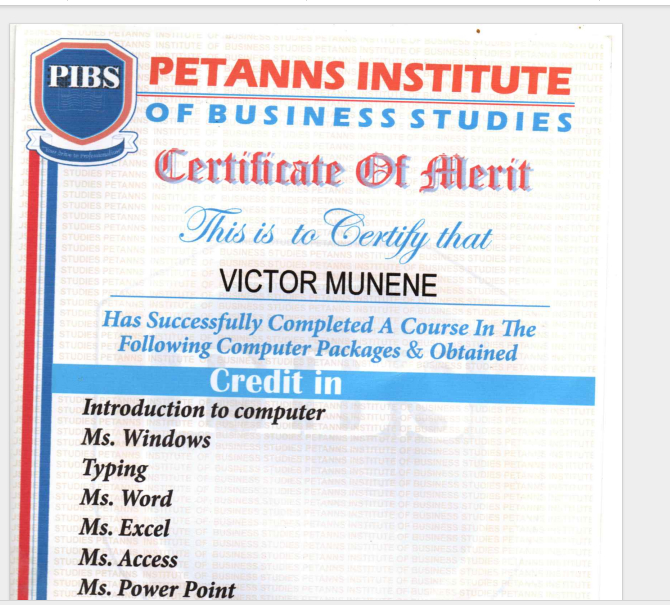 PIBS
PETANNS INSTITUTE
OF BUSINESS STUDIES
Certificate Of Merit
This is to Certify that
VICTOR MUNENE
Has Successfully Completed A Course In The
Following Computer Packages & Obtained
Credit in
Introduction to computer
Ms. Windows
Typing
Ms. Word
Ms. Excel
Ms. Access
Ms. Power Point